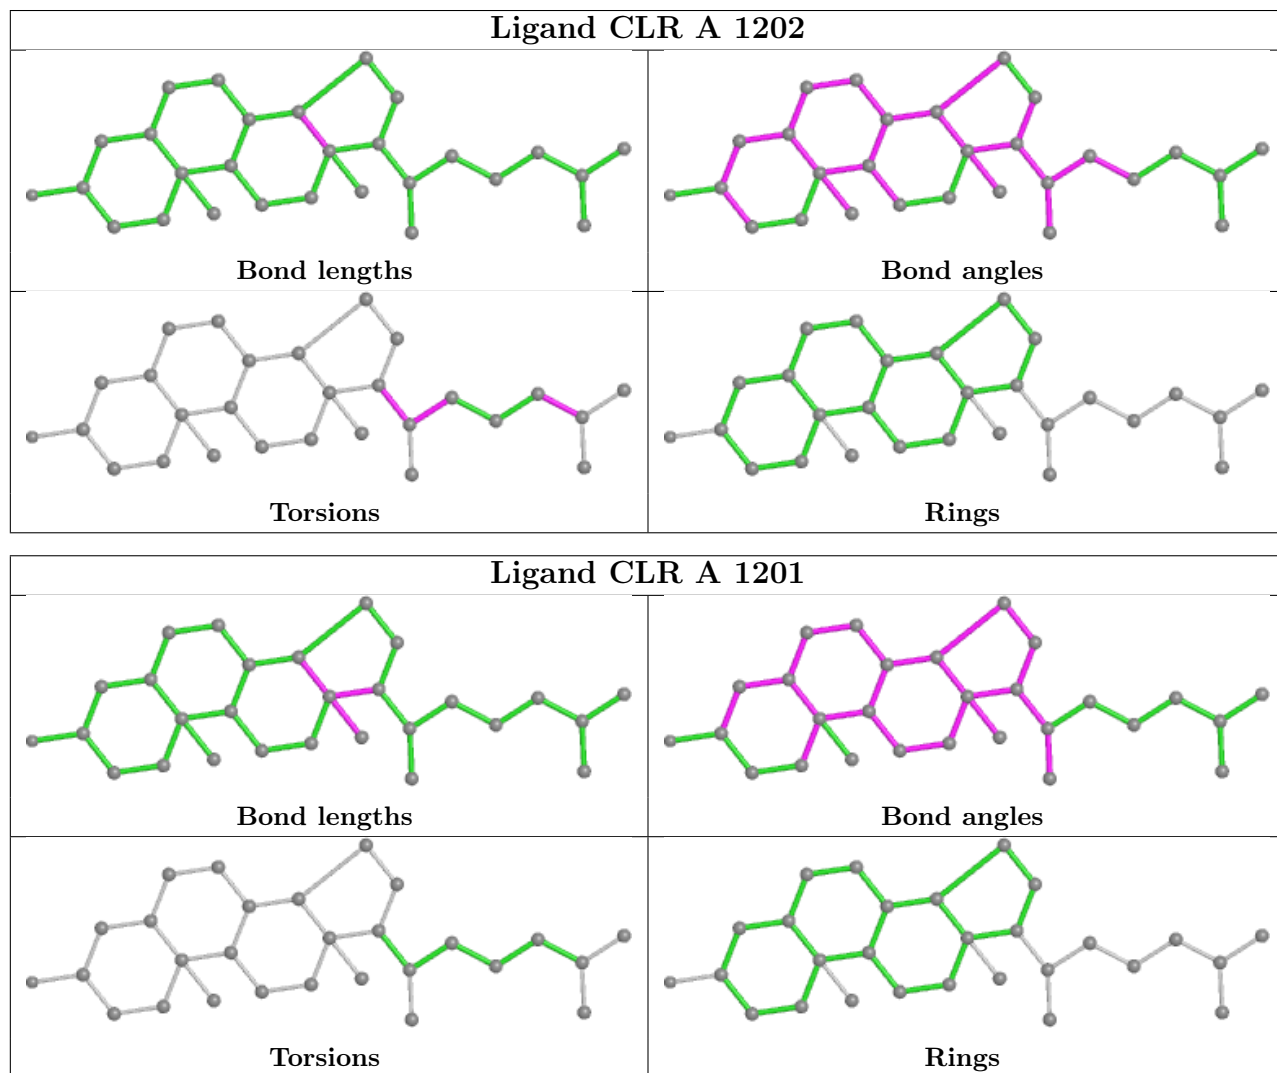 Ligand CLR A 1202
Bond lengths
Bond angles
Torsions
Rings
Ligand CLR A 1201
Bond lengths
Bond angles
Torsions
Rings